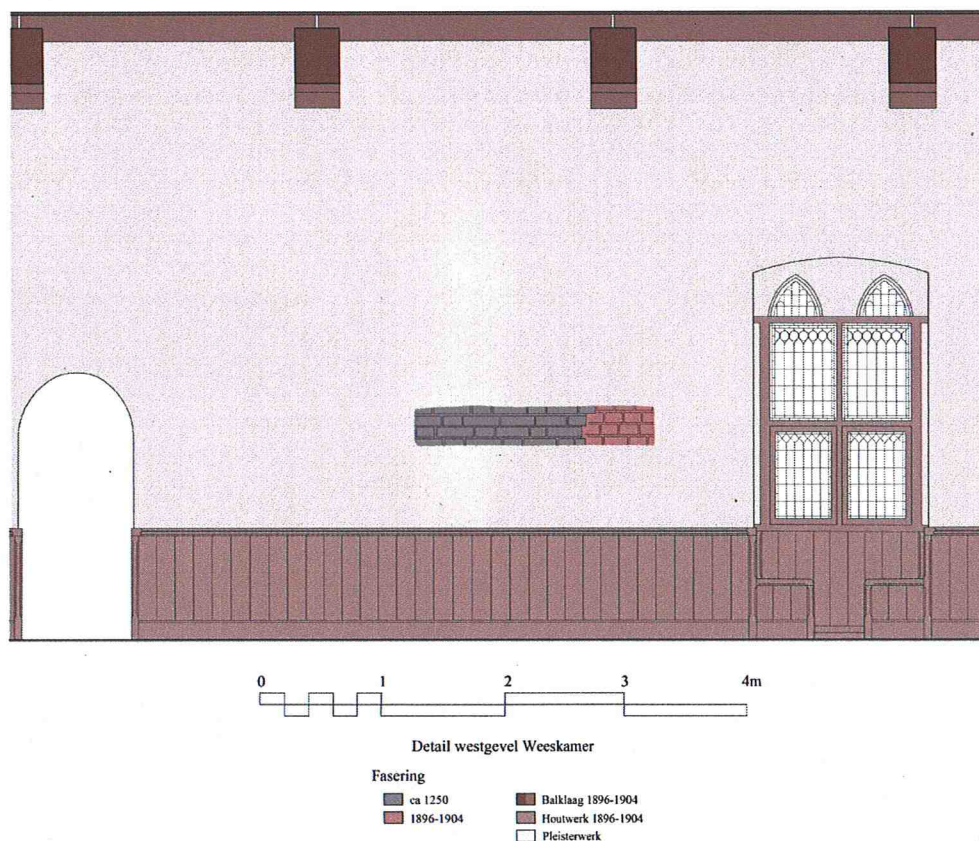 0 1 2 3 4m
Detail westgevel Weeskamer
Fasering
ca 1250
1896-1904
Balklaag 1896-1904
Houtwerk 1896-1904
Pleisterwerk